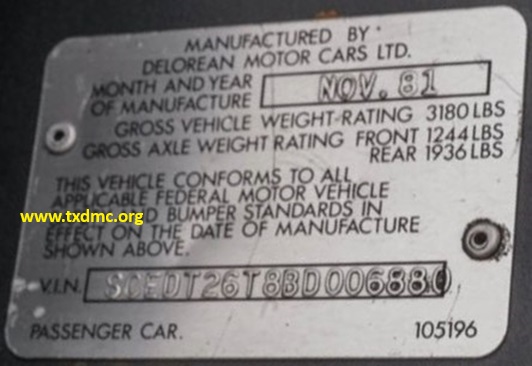 MANUFACTURED BY
DELOREAN MOTOR CARS LTD.
MONTH AND YEAR
OF MANUFACTURE NOV. 81
GROSS VEHICLE WEIGHT-RATING 3180 LBS
GROSS AXLE WEIGHT RATING FRONT 1244 LBS
REAR 1936 LBS
THIS VEHICLE CONFORMS TO ALL
APPLICABLE FEDERAL MOTOR VEHICLE
www.txdmc.org
AND BUMPER STANDARDS IN
EFFECT ON THE DATE OF MANUFACTURE
SHOWN ABOVE.
V.I.N. SCEDT26T8BD006880
PASSENGER CAR. 105196